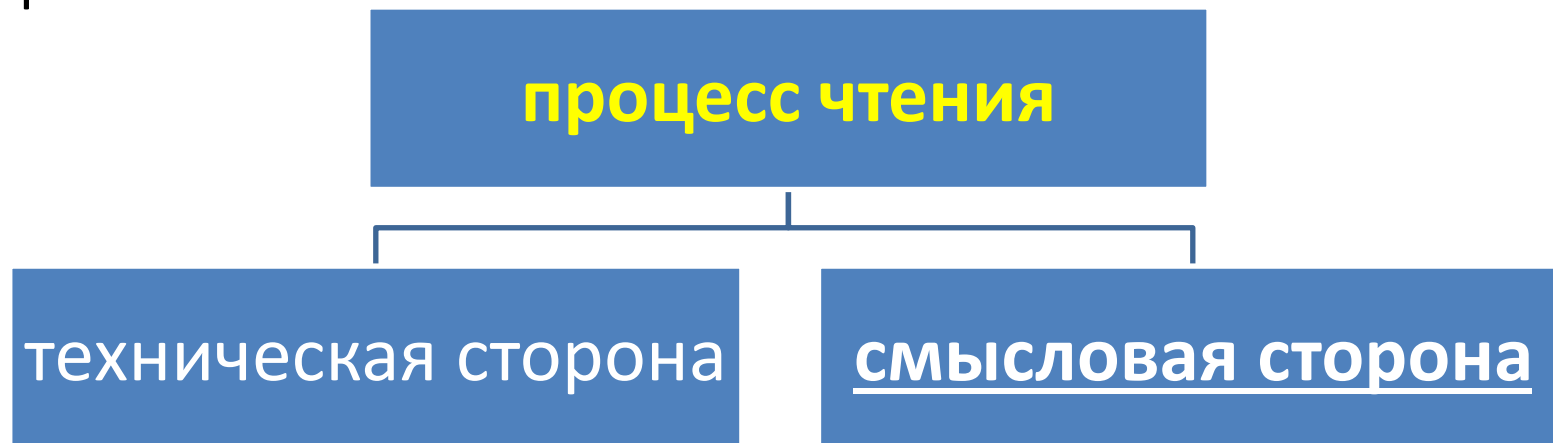 процесс чтения
техническая сторона
смысловая сторона